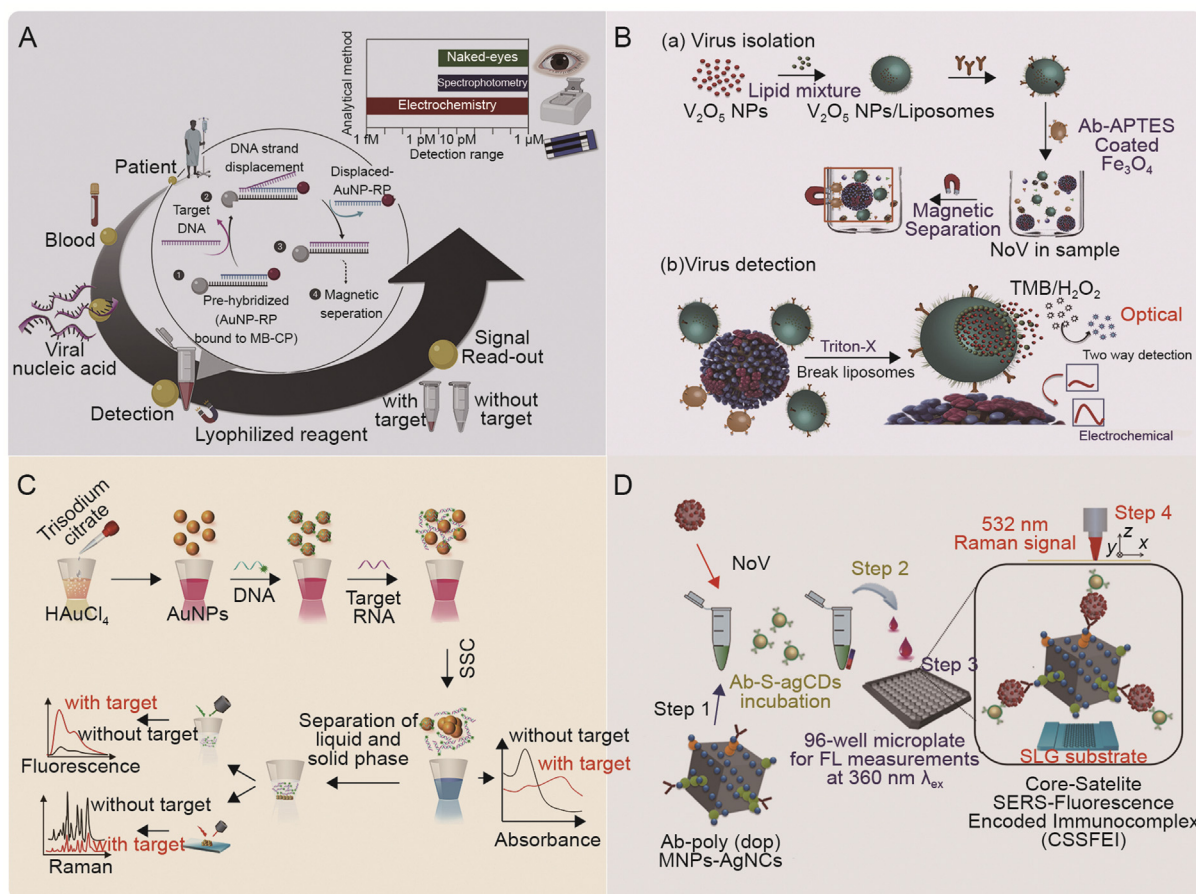 A
Analytical method
Naked-eyes
Spectrophotometry
Electrochemistry
1 fM 1 pM 10 pM 1 μM
Detection range
Patient
DNA strand
displacement
Displaced-
AuNP-RP
2
Target
DNA
Blood
3
1
Pre-hybridized
(AuNP-RP
bound to MB-CP)
4 Magnetic
seperation
Viral
nucleic acid
Detection
Lyophilized reagent
Signal
Read-out
with
target
without
target
B
(a) Virus isolation
V₂O₅ NPs
Lipid mixture
V₂O₅ NPs/Liposomes
Ab-APTES
Coated
Fe₃O₄
Magnetic
Separation
NoV in sample
(b)Virus detection
Triton-X
Break liposomes
TMB/H₂O₂
Optical
Two way detection
Electrochemical
C
Trisodium
citrate
HAuCl₄
AuNPs
DNA
Target
RNA
SSC
Separation of
liquid and
solid phase
with target
without target
Fluorescence
without target
with target
Raman
without target
with target
Absorbance
D
NoV
Step 1
Ab-poly (dop)
MNPs-AgNCs
Ab-S-agCDs
incubation
Step 2
Step 3
96-well microplate
for FL measurements
at 360 nm λex
532 nm
Raman signal
Step 4
z
y x
SLG substrate
Core-Satelite
SERS-Fluorescence
Encoded Immunocomplex
(CSSFEI)